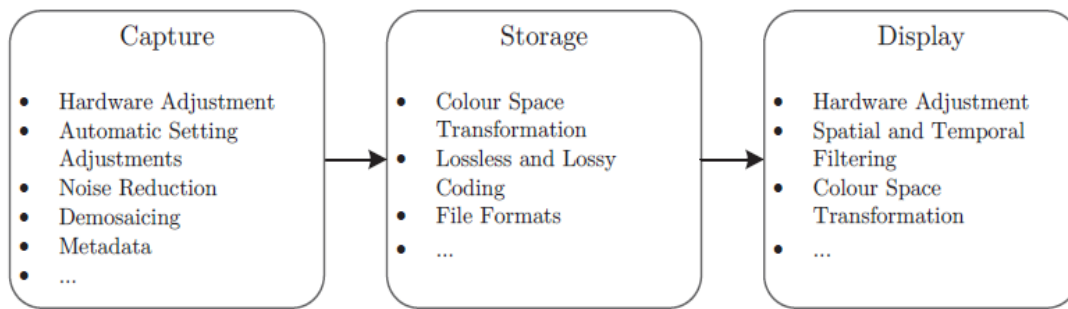 Capture
• Hardware Adjustment
• Automatic Setting
Adjustments
• Noise Reduction
• Demosaicing
• Metadata
• ...
Storage
• Colour Space
Transformation
• Lossless and Lossy
Coding
• File Formats
• ...
Display
• Hardware Adjustment
• Spatial and Temporal
Filtering
• Colour Space
Transformation
• ...